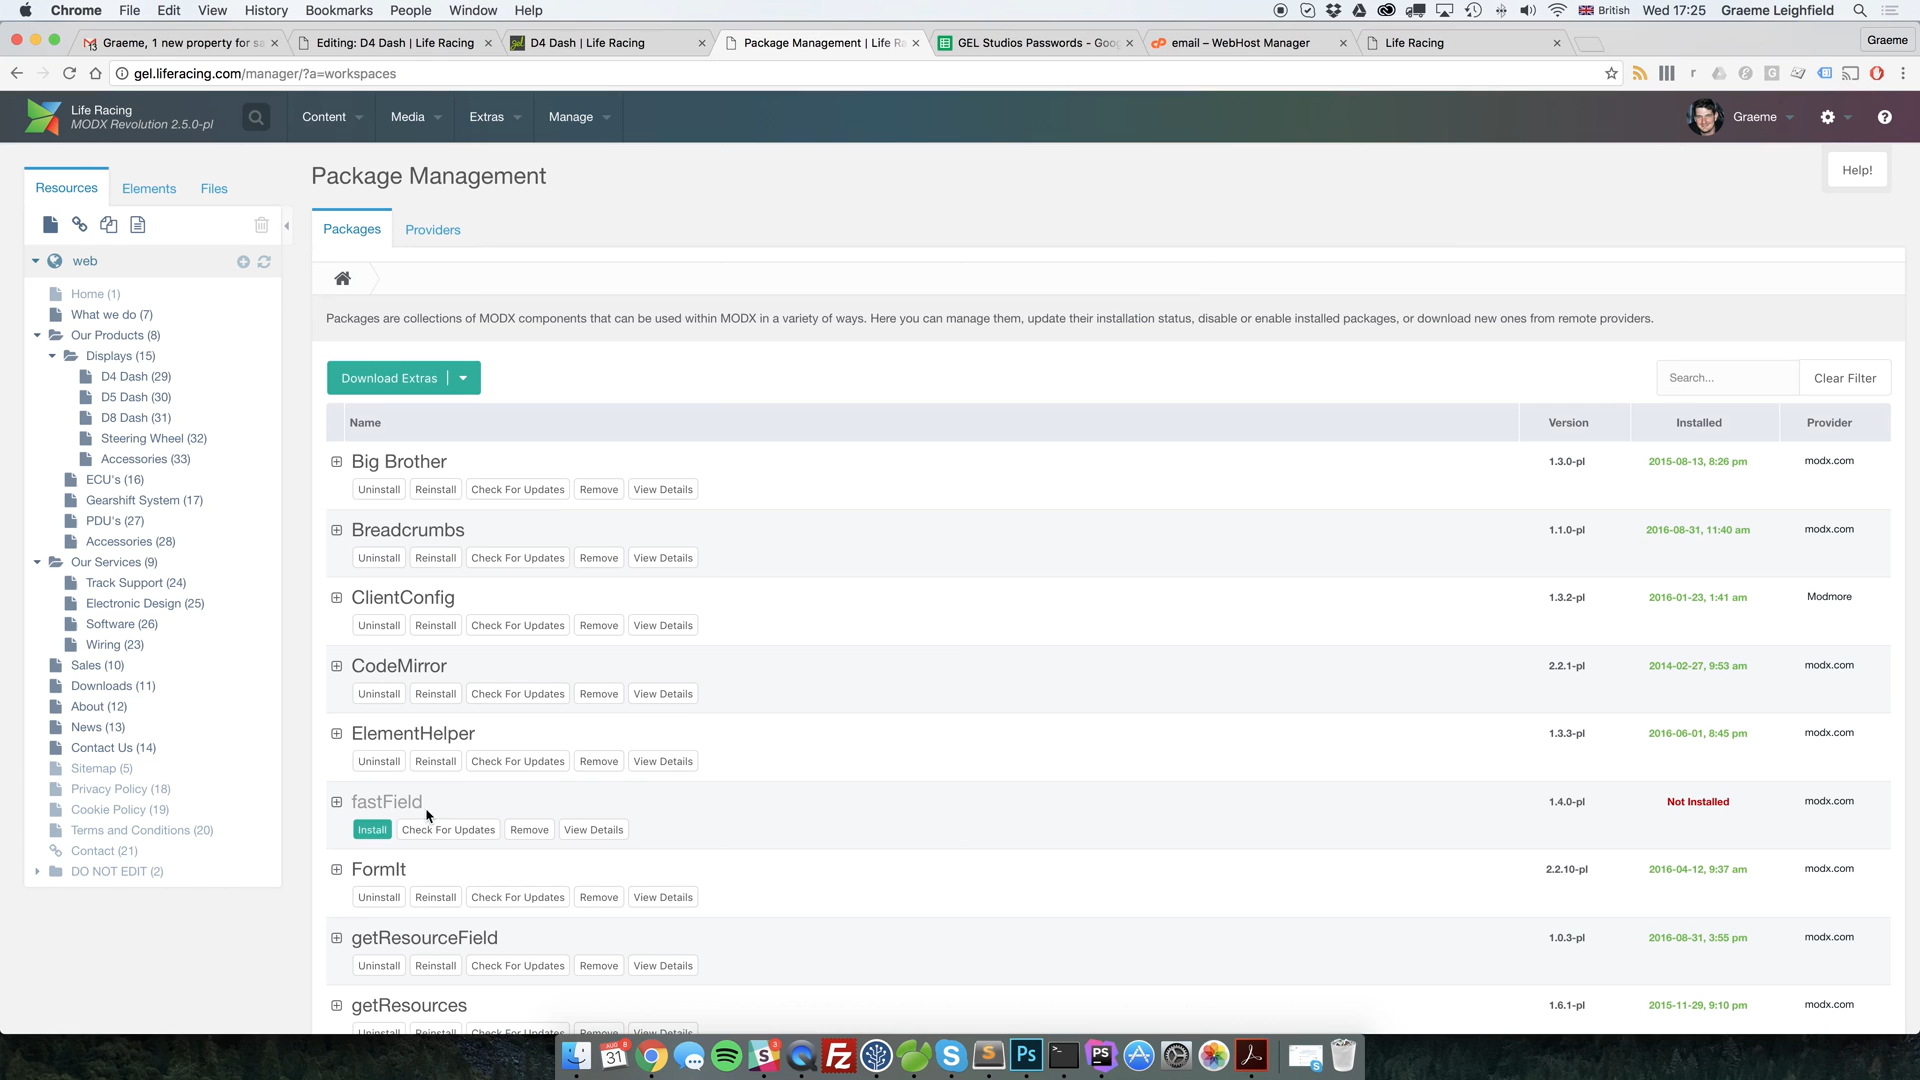 Chrome File Edit View History Bookmarks People Window Help British Wed 17:25 Graeme Leighfield
Graeme, 1 new property for sa Editing: D4 Dash | Life Racing D4 Dash | Life Racing Package Management | Life Ra GEL Studios Passwords - Goog email – WebHost Manager Life Racing Graeme
gel.liferacing.com/manager/?a=workspaces
Life Racing
MODX Revolution 2.5.0-pl
Content Media Extras Manage Graeme
Resources Elements Files
web
Home (1)
What we do (7)
Our Products (8)
Displays (15)
D4 Dash (29)
D5 Dash (30)
D8 Dash (31)
Steering Wheel (32)
Accessories (33)
ECU's (16)
Gearshift System (17)
PDU's (27)
Accessories (28)
Our Services (9)
Track Support (24)
Electronic Design (25)
Software (26)
Wiring (23)
Sales (10)
Downloads (11)
About (12)
News (13)
Contact Us (14)
Sitemap (5)
Privacy Policy (18)
Cookie Policy (19)
Terms and Conditions (20)
Contact (21)
DO NOT EDIT (2)
Package Management
Help!
Packages Providers
Packages are collections of MODX components that can be used within MODX in a variety of ways. Here you can manage them, update their installation status, disable or enable installed packages, or download new ones from remote providers.
Download Extras Search... Clear Filter
Name Version Installed Provider
Big Brother 1.3.0-pl 2015-08-13, 8:26 pm modx.com
Uninstall Reinstall Check For Updates Remove View Details
Breadcrumbs 1.1.0-pl 2016-08-31, 11:40 am modx.com
Uninstall Reinstall Check For Updates Remove View Details
ClientConfig 1.3.2-pl 2016-01-23, 1:41 am Modmore
Uninstall Reinstall Check For Updates Remove View Details
CodeMirror 2.2.1-pl 2014-02-27, 9:53 am modx.com
Uninstall Reinstall Check For Updates Remove View Details
ElementHelper 1.3.3-pl 2016-06-01, 8:45 pm modx.com
Uninstall Reinstall Check For Updates Remove View Details
fastField 1.4.0-pl Not Installed modx.com
Install Check For Updates Remove View Details
FormIt 2.2.10-pl 2016-04-12, 9:37 am modx.com
Uninstall Reinstall Check For Updates Remove View Details
getResourceField 1.0.3-pl 2016-08-31, 3:55 pm modx.com
Uninstall Reinstall Check For Updates Remove View Details
getResources 1.6.1-pl 2015-11-29, 9:10 pm modx.com
Uninstall Reinstall Check For Updates Remove View Details
AUG 31 8 3 Fz S S Ps PS